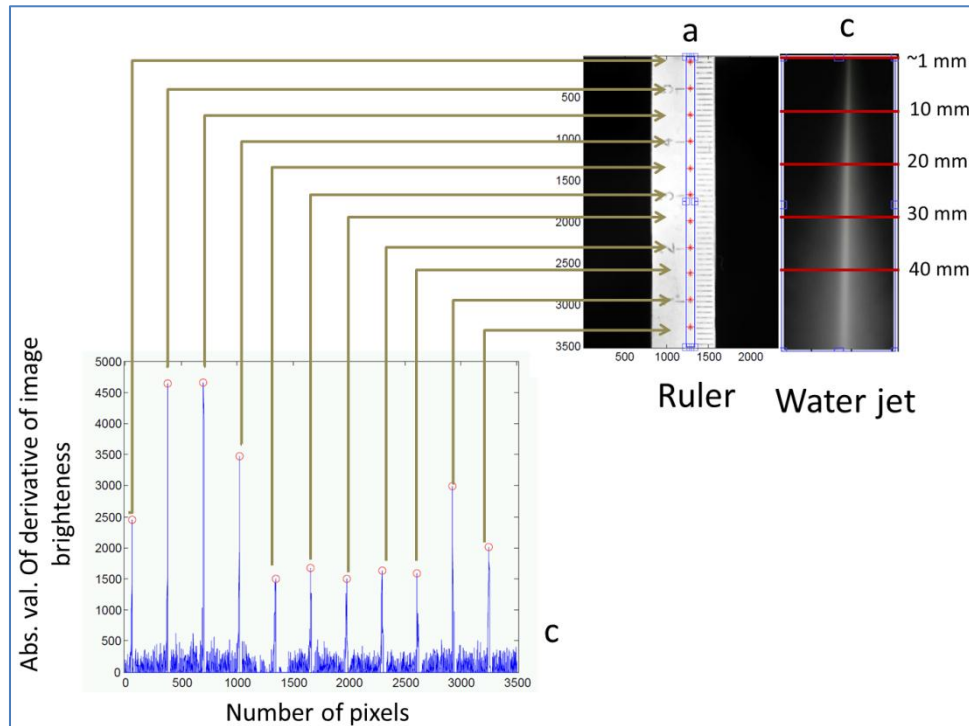 a
c
~1 mm
10 mm
20 mm
30 mm
40 mm
500
1000
1500
2000
2500
3000
3500
500 1000 1500 2000
Ruler
Water jet
Abs. val. Of derivative of image
brighteness
5000
4500
4000
3500
3000
2500
2000
1500
1000
500
0
0 500 1000 1500 2000 2500 3000 3500
Number of pixels
c